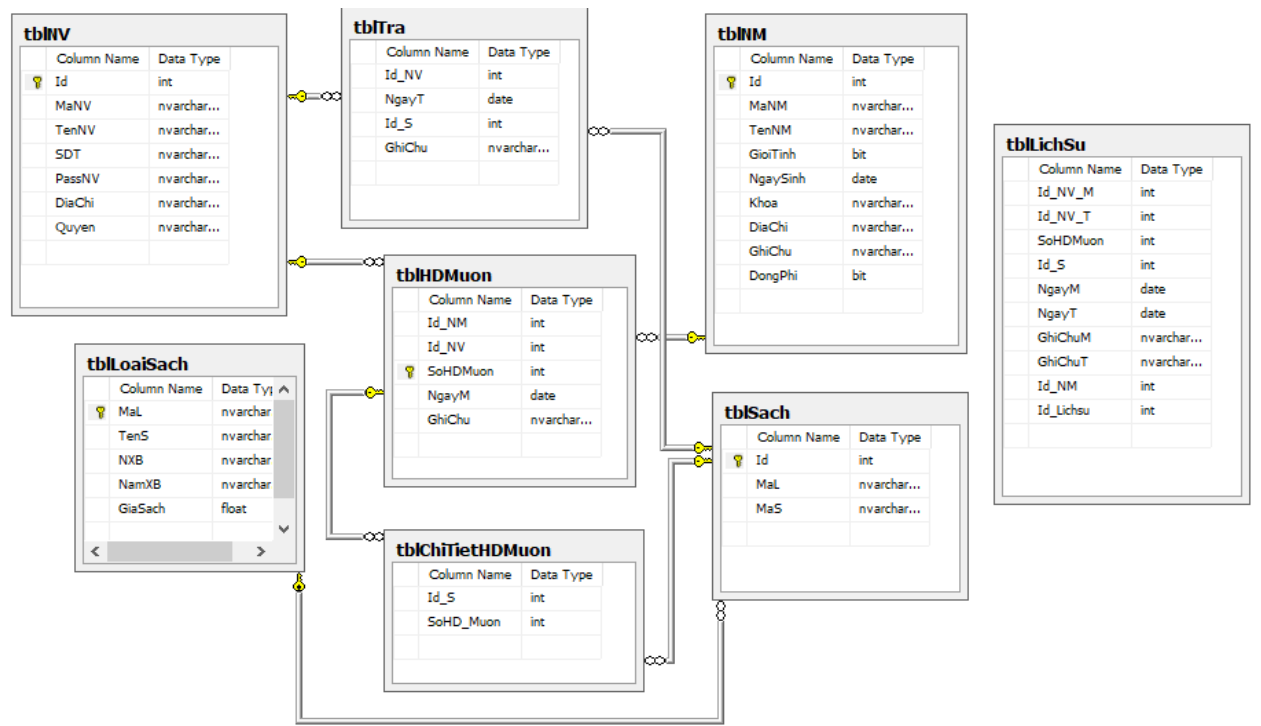 tblNV
Column Name Data Type
Id int
MaNV nvarchar...
TenNV nvarchar...
SDT nvarchar...
PassNV nvarchar...
DiaChi nvarchar...
Quyen nvarchar...
tblTra
Column Name Data Type
Id_NV int
NgayT date
Id_S int
GhiChu nvarchar...
tblNM
Column Name Data Type
Id int
MaNM nvarchar...
TenNM nvarchar...
GioiTinh bit
NgaySinh date
Khoa nvarchar...
DiaChi nvarchar...
GhiChu nvarchar...
DongPhi bit
tblLichSu
Column Name Data Type
Id_NV_M int
Id_NV_T int
SoHDMuon int
Id_S int
NgayM date
NgayT date
GhiChuM nvarchar...
GhiChuT nvarchar...
Id_NM int
Id_Lichsu int
tblHDMuon
Column Name Data Type
Id_NM int
Id_NV int
SoHDMuon int
NgayM date
GhiChu nvarchar...
tblLoaiSach
Column Name Data Ty
MaL nvarchar
TenS nvarchar
NXB nvarchar
NamXB nvarchar
GiaSach float
tblSach
Column Name Data Type
Id int
MaL nvarchar...
MaS nvarchar...
tblChiTietHDMuon
Column Name Data Type
Id_S int
SoHD_Muon int